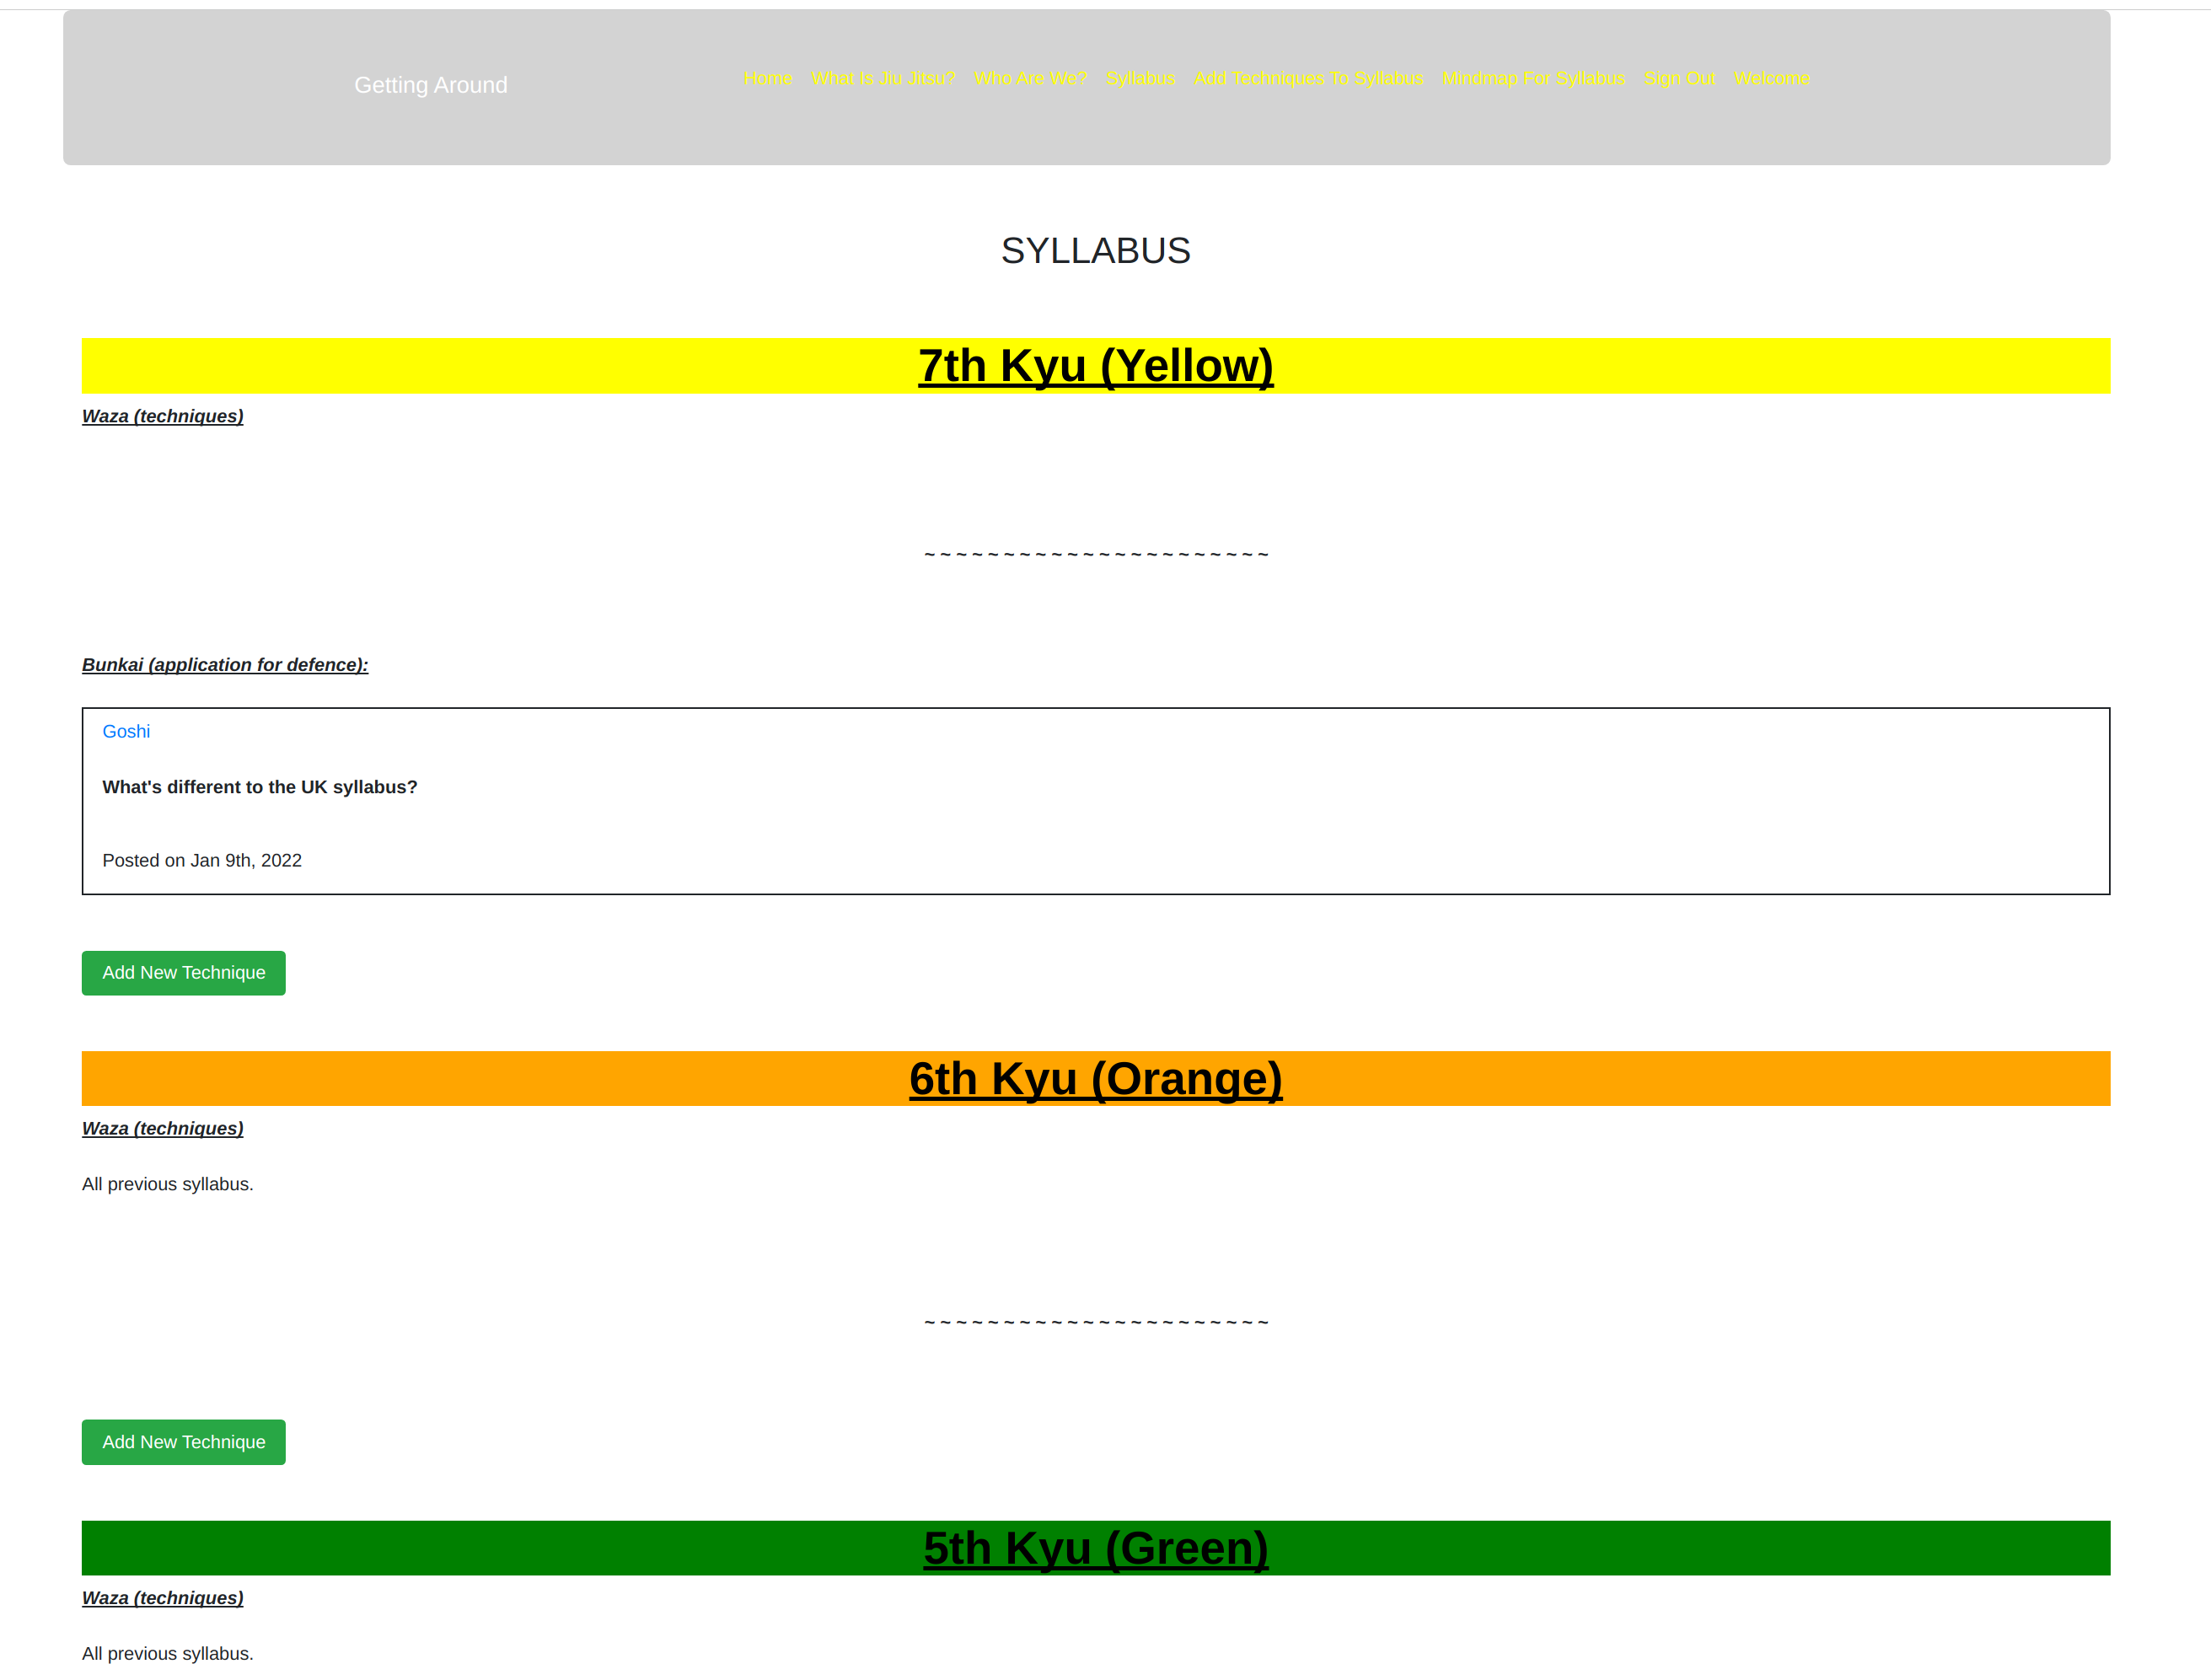 Getting Around
Home What Is Jiu Jitsu? Who Are We? Syllabus Add Techniques To Syllabus Mindmap For Syllabus Sign Out Welcome
SYLLABUS
7th Kyu (Yellow)
Waza (techniques)
~ ~ ~ ~ ~ ~ ~ ~ ~ ~ ~ ~ ~ ~ ~ ~ ~ ~ ~ ~ ~ ~
Bunkai (application for defence):
Goshi
What's different to the UK syllabus?
Posted on Jan 9th, 2022
Add New Technique
6th Kyu (Orange)
Waza (techniques)
All previous syllabus.
~ ~ ~ ~ ~ ~ ~ ~ ~ ~ ~ ~ ~ ~ ~ ~ ~ ~ ~ ~ ~ ~
Add New Technique
5th Kyu (Green)
Waza (techniques)
All previous syllabus.